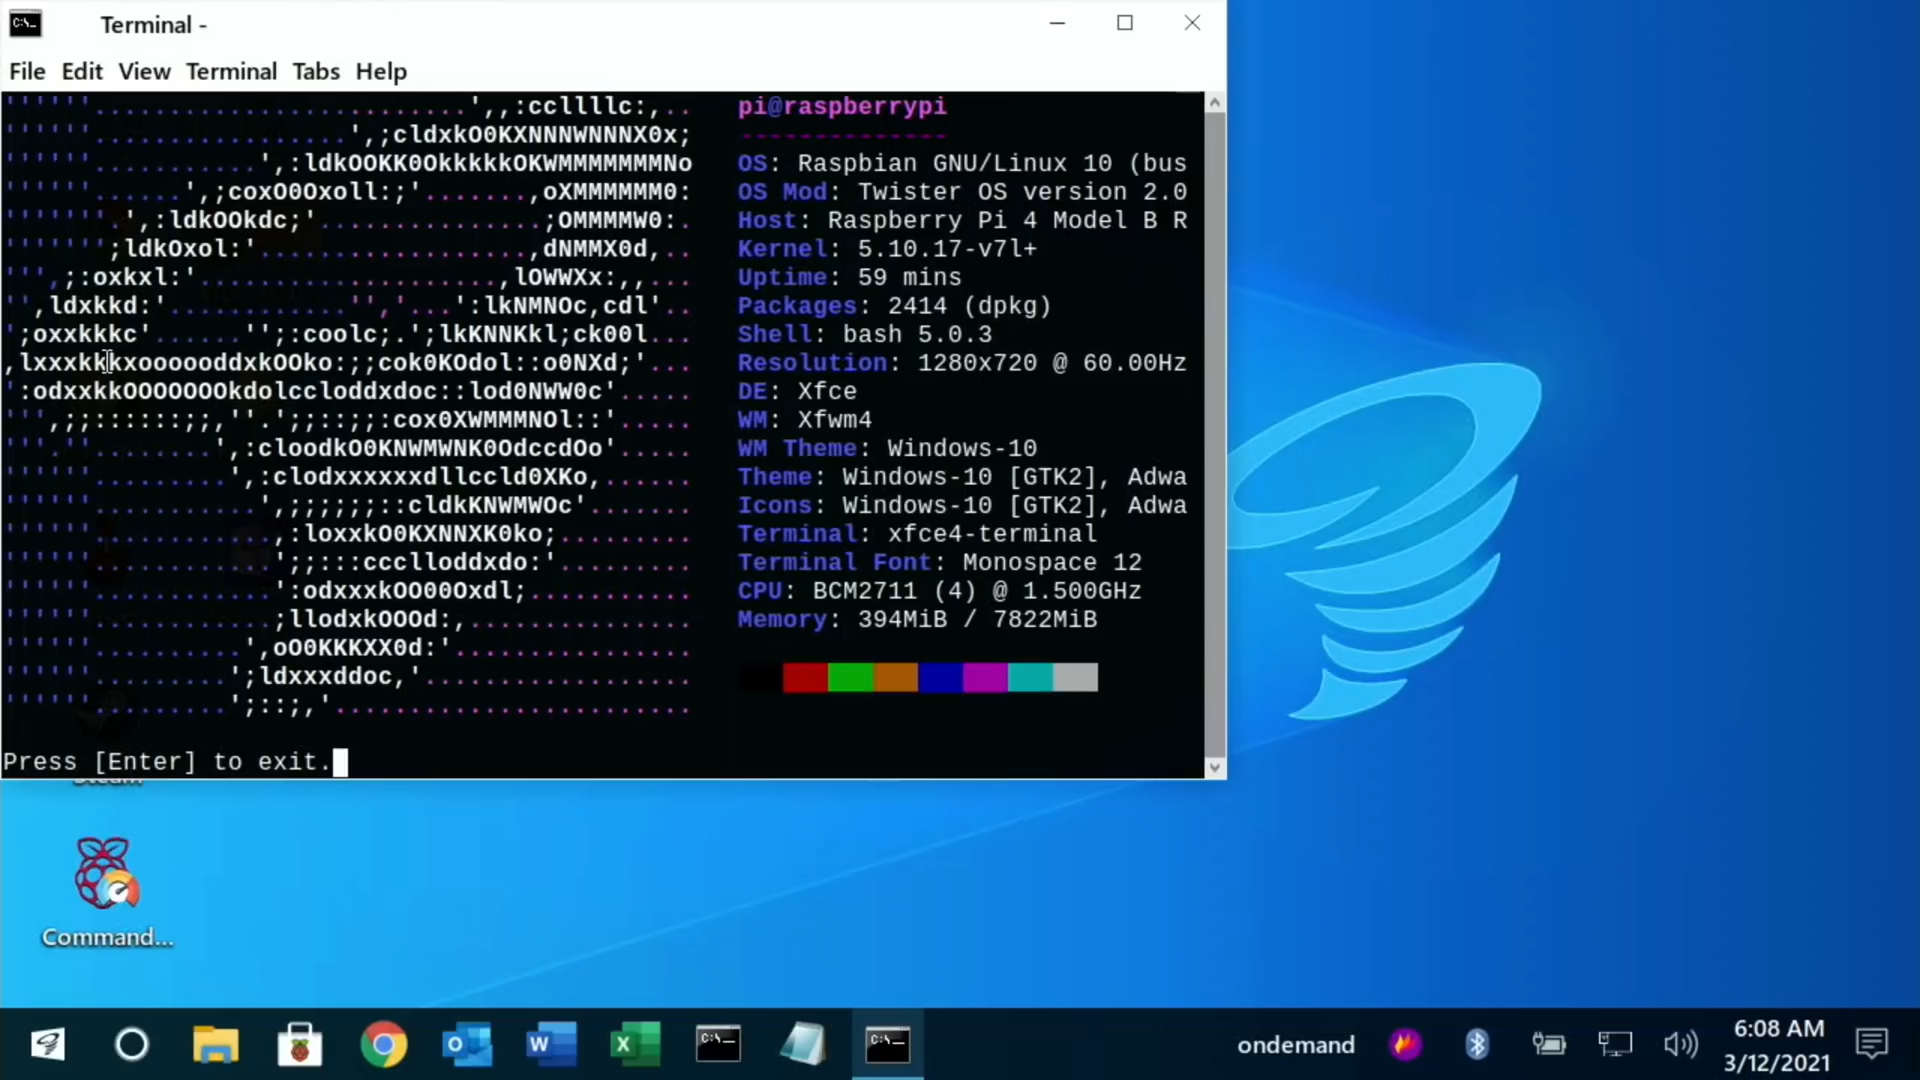 Terminal -
File Edit View Terminal Tabs Help
pi@raspberrypi
--------------
OS: Raspbian GNU/Linux 10 (bus
OS Mod: Twister OS version 2.0
Host: Raspberry Pi 4 Model B R
Kernel: 5.10.17-v7l+
Uptime: 59 mins
Packages: 2414 (dpkg)
Shell: bash 5.0.3
Resolution: 1280x720 @ 60.00Hz
DE: Xfce
WM: Xfwm4
WM Theme: Windows-10
Theme: Windows-10 [GTK2], Adwa
Icons: Windows-10 [GTK2], Adwa
Terminal: xfce4-terminal
Terminal Font: Monospace 12
CPU: BCM2711 (4) @ 1.500GHz
Memory: 394MiB / 7822MiB
Press [Enter] to exit.
Command...
ondemand
6:08 AM
3/12/2021